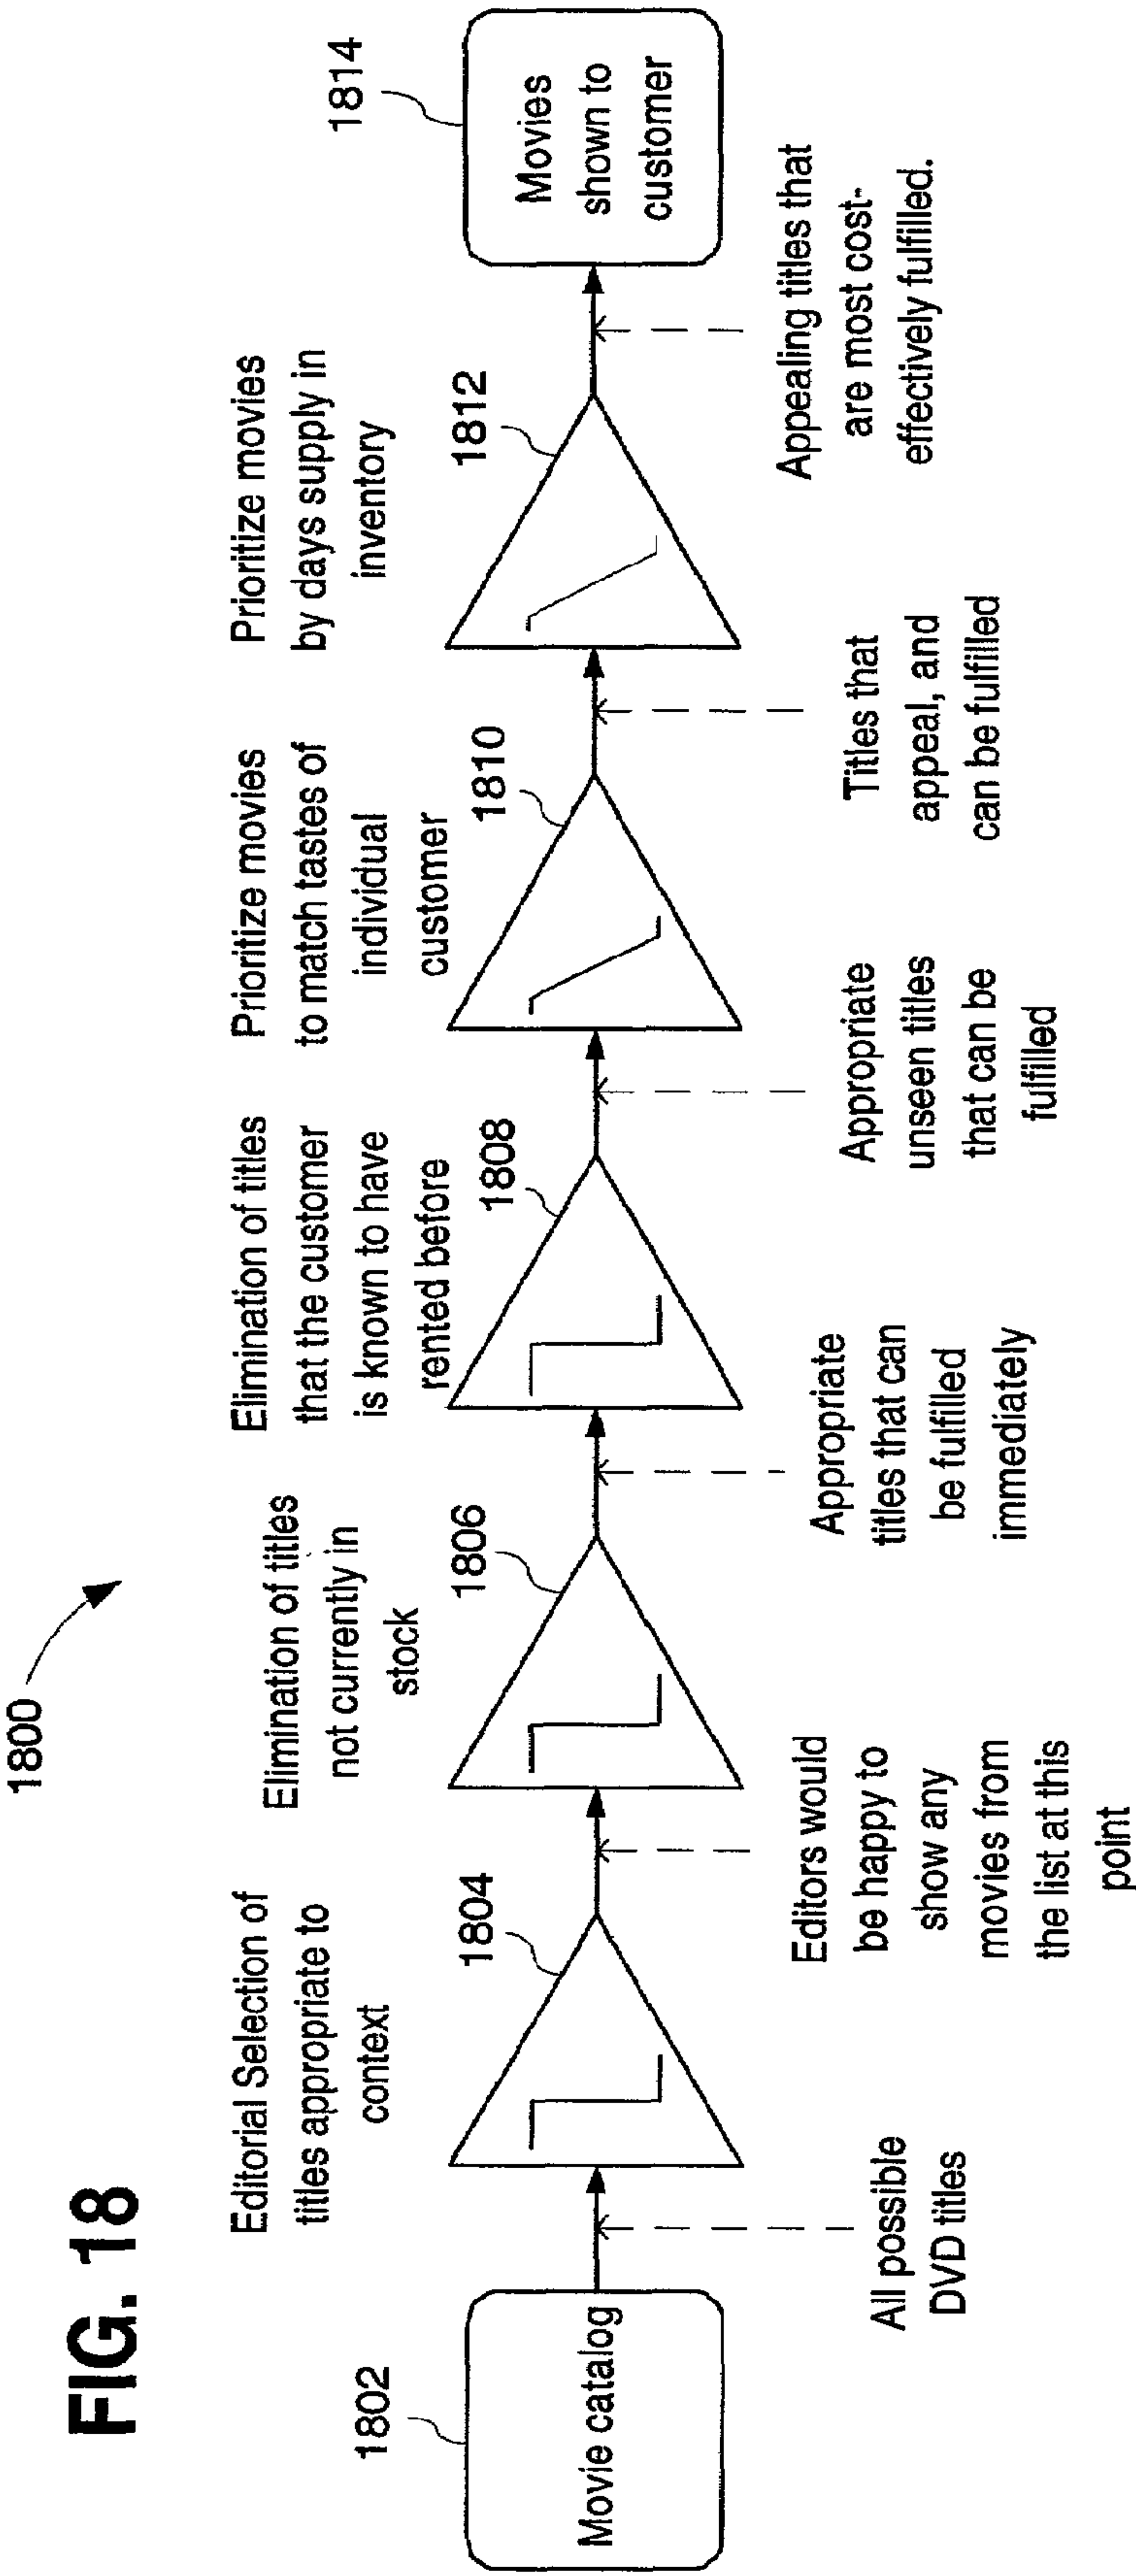 FIG. 18
1800
1802
Movie catalog
All possible
DVD titles
Editorial Selection of
titles appropriate to
context
1804
Editors would
be happy to
show any
movies from
the list at this
point
Elimination of titles
not currently in
stock
1806
Appropriate
titles that can
be fulfilled
immediately
Elimination of titles
that the customer
is known to have
rented before
1808
Appropriate
unseen titles
that can be
fulfilled
Prioritize movies
to match tastes of
individual
customer
1810
Titles that
appeal, and
can be fulfilled
Prioritize movies
by days supply in
inventory
1812
Appealing titles that
are most cost-
effectively fulfilled.
1814
Movies
shown to
customer